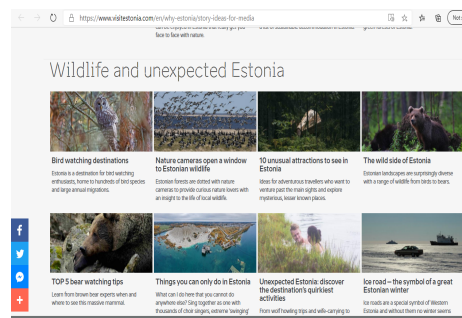 https://www.visitestonia.com/en/why-estonia/story-ideas-for-media
Not s
face to face with nature.
Wildlife and unexpected Estonia
Bird watching destinations
Estonia is a destination for bird watching
enthusiasts, home to hundreds of bird species
and large annual migrations.
Nature cameras open a window
to Estonian wildlife
Estonian forests are dotted with nature
cameras to provide curious nature lovers with
an insight to the life of local wildlife.
10 unusual attractions to see in
Estonia
Ideas for adventurous travellers who want to
venture past the main sights and explore
mysterious, lesser known places.
The wild side of Estonia
Estonian landscapes are surprisingly diverse
with a range of wildlife from birds to bears.
TOP 5 bear watching tips
Learn from brown bear experts when and
where to see this massive mammal.
Things you can only do in Estonia
What can I do here that you cannot do
anywhere else? Sing together as one with
thousands of choir singers, extreme 'swinging'
Unexpected Estonia: discover
the destination's quirkiest
activities
From wolf howling trips and wife-carrying to
Ice road – the symbol of a great
Estonian winter
Ice roads are a special symbol of Western
Estonia and without them no winter seems